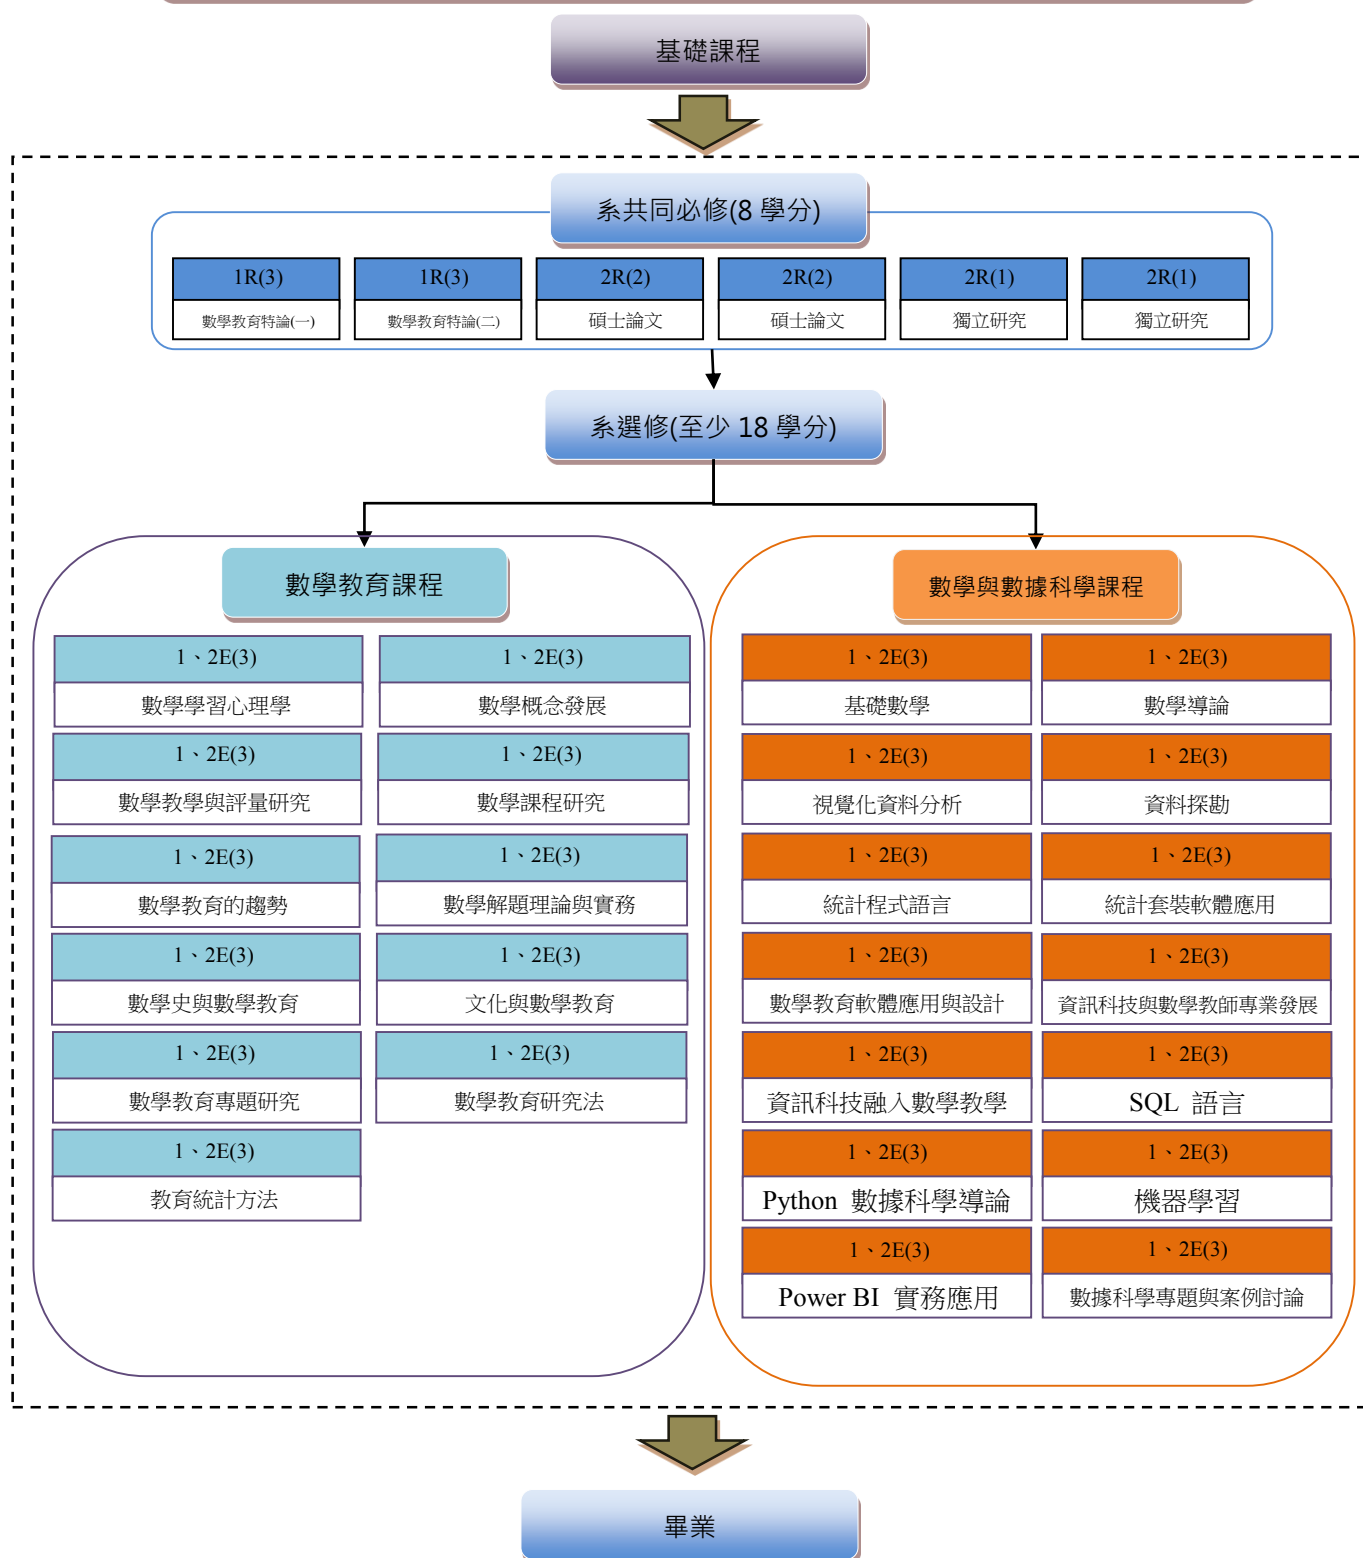 基礎課程
系共同必修(8 學分)
1R(3)
數學教育特論(一)
1R(3)
數學教育特論(二)
2R(2)
碩士論文
2R(2)
碩士論文
2R(1)
獨立研究
2R(1)
獨立研究
系選修(至少 18 學分)
數學教育課程
1、2E(3)
數學學習心理學
1、2E(3)
數學概念發展
1、2E(3)
數學教學與評量研究
1、2E(3)
數學課程研究
1、2E(3)
數學教育的趨勢
1、2E(3)
數學解題理論與實務
1、2E(3)
數學史與數學教育
1、2E(3)
文化與數學教育
1、2E(3)
數學教育專題研究
1、2E(3)
數學教育研究法
1、2E(3)
教育統計方法
數學與數據科學課程
1、2E(3)
基礎數學
1、2E(3)
數學導論
1、2E(3)
視覺化資料分析
1、2E(3)
資料探勘
1、2E(3)
統計程式語言
1、2E(3)
統計套裝軟體應用
1、2E(3)
數學教育軟體應用與設計
1、2E(3)
資訊科技與數學教師專業發展
1、2E(3)
資訊科技融入數學教學
1、2E(3)
SQL 語言
1、2E(3)
Python 數據科學導論
1、2E(3)
機器學習
1、2E(3)
Power BI 實務應用
1、2E(3)
數據科學專題與案例討論
畢業